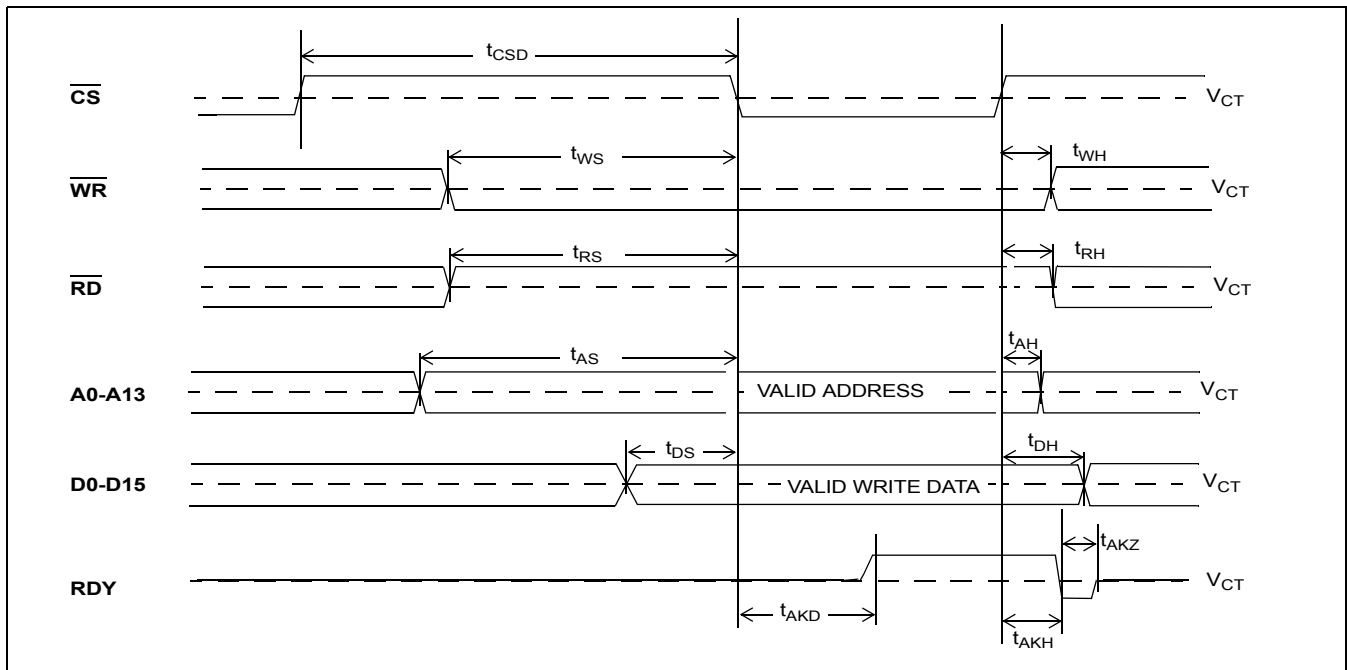 tCSD
CS VCT
tWS tWH
WR VCT
tRS tRH
RD VCT
tAS tAH
A0-A13 VALID ADDRESS VCT
tDS tDH
D0-D15 VALID WRITE DATA VCT
tAKZ
RDY VCT
tAKD
tAKH